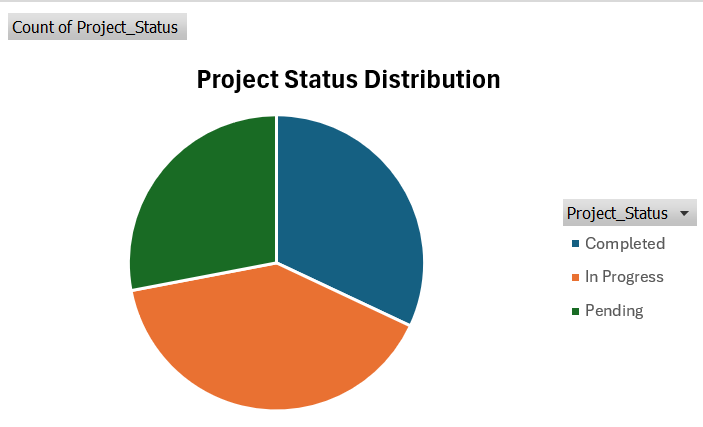 Count of Project_Status
Project Status Distribution
Project_Status
Completed
In Progress
Pending